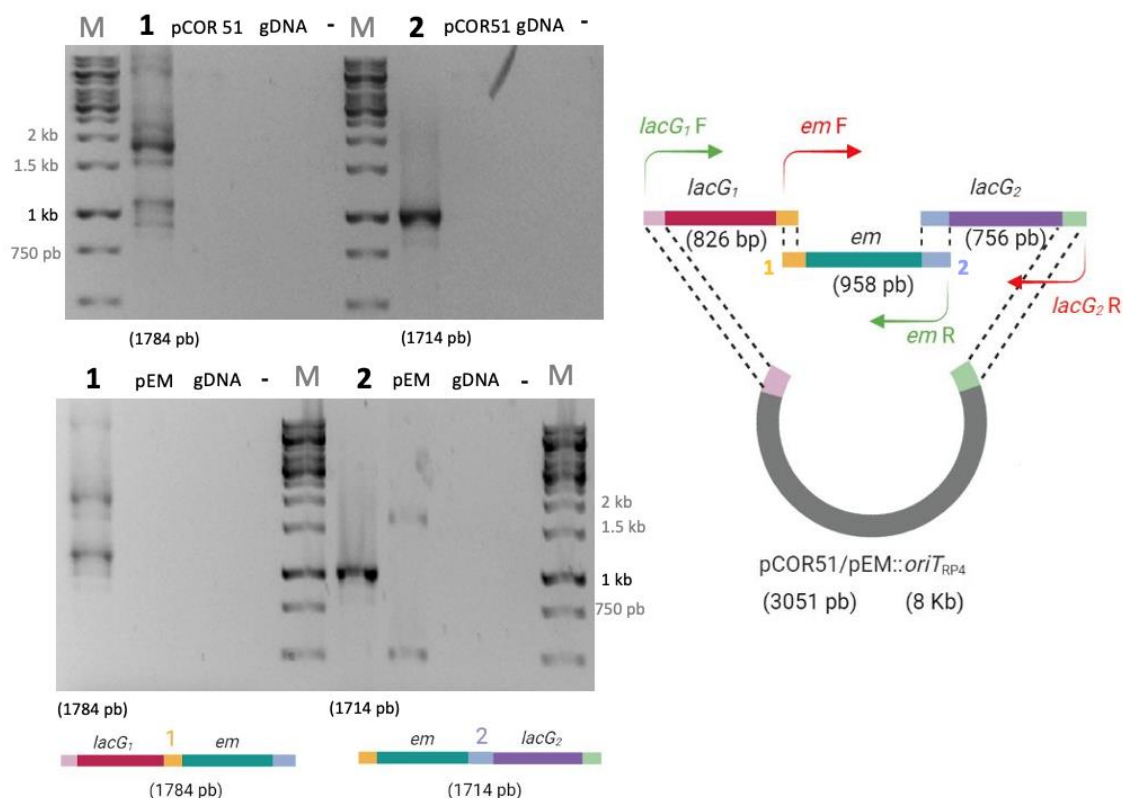 M 1 pCOR 51 gDNA - M 2 pCOR51 gDNA -
2 kb
1.5 kb
1 kb
750 pb
(1784 pb) (1714 pb)
1 pEM gDNA - M 2 pEM gDNA - M
2 kb
1.5 kb
1 kb
750 pb
(1784 pb) (1714 pb)
lacG₁ 1 em
(1784 pb)
em 2 lacG₂
(1714 pb)
lacG₁ F em F
lacG₁ lacG₂
(826 bp) em (756 pb)
1 (958 pb) 2
em R lacG₂ R
pCOR51/pEM::oriT_RP4
(3051 pb) (8 Kb)